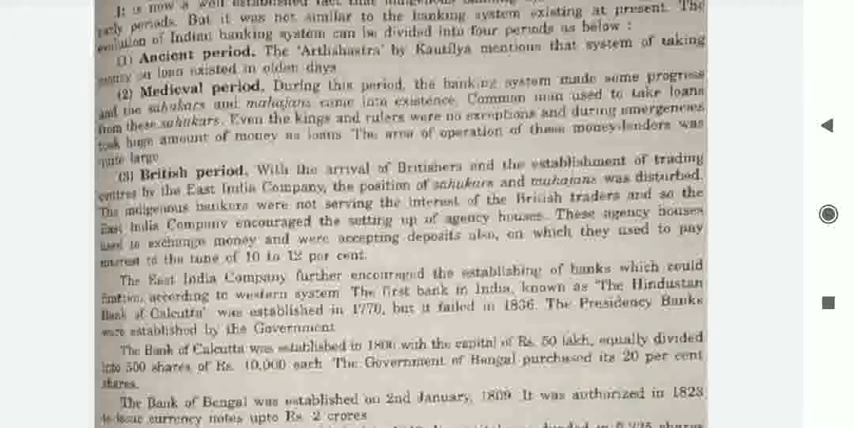 It is now a well established fact that
early periods. But it was not similar to the banking system existing at present. The
evolution of Indian banking system can be divided into four periods as below :
(1) Ancient period. The 'Arthshastra' by Kautilya mentions that system of taking
money on loan existed in olden days
(2) Medieval period. During this period, the banking system made some progress
and the sahukars and mahajans came into existence. Common man used to take loans
from these sahukars. Even the kings and rulers were no exceptions and during emergencies
took huge amount of money as loans The area of operation of these money-lenders was
quite large
(3) British period. With the arrival of Britishers and the establishment of trading
centres by the East India Company, the position of sahukars and mahajans was disturbed.
The indigenous bankers were not serving the interest of the British traders and so the
East India Company encouraged the setting up of agency houses. These agency houses
used to exchange money and were accepting deposits also, on which they used to pay
interest to the tune of 10 to 12 per cent.
The East India Company further encouraged the establishing of banks which could
function according to western system The first bank in India, known as 'The Hindustan
Bank of Calcutta' was established in 1770, but it failed in 1836. The Presidency Banks
were established by the Government
The Bank of Calcutta was established in 1806 with the capital of Rs. 50 lakh, equally divided
into 500 shares of Rs. 10,000 each The Government of Bengal purchased its 20 per cent
shares.
The Bank of Bengal was established on 2nd January, 1809 It was authorized in 1823
to issue currency notes upto Rs 2 crores
shares